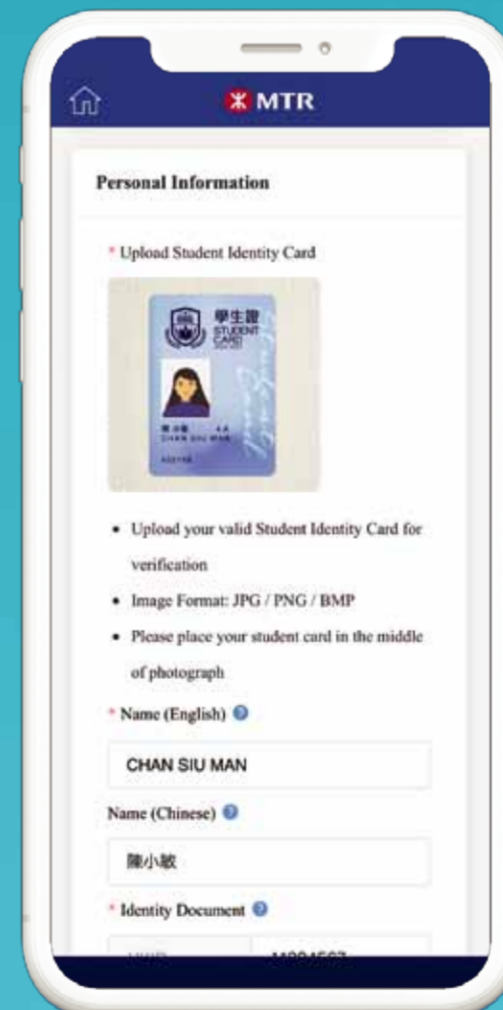 MTR
Personal Information
* Upload Student Identity Card
學生證
STUDENT
CARD
CHAN SIU MAN
• Upload your valid Student Identity Card for
verification
• Image Format: JPG / PNG / BMP
• Please place your student card in the middle
of photograph
* Name (English)
CHAN SIU MAN
Name (Chinese)
陳小敏
* Identity Document